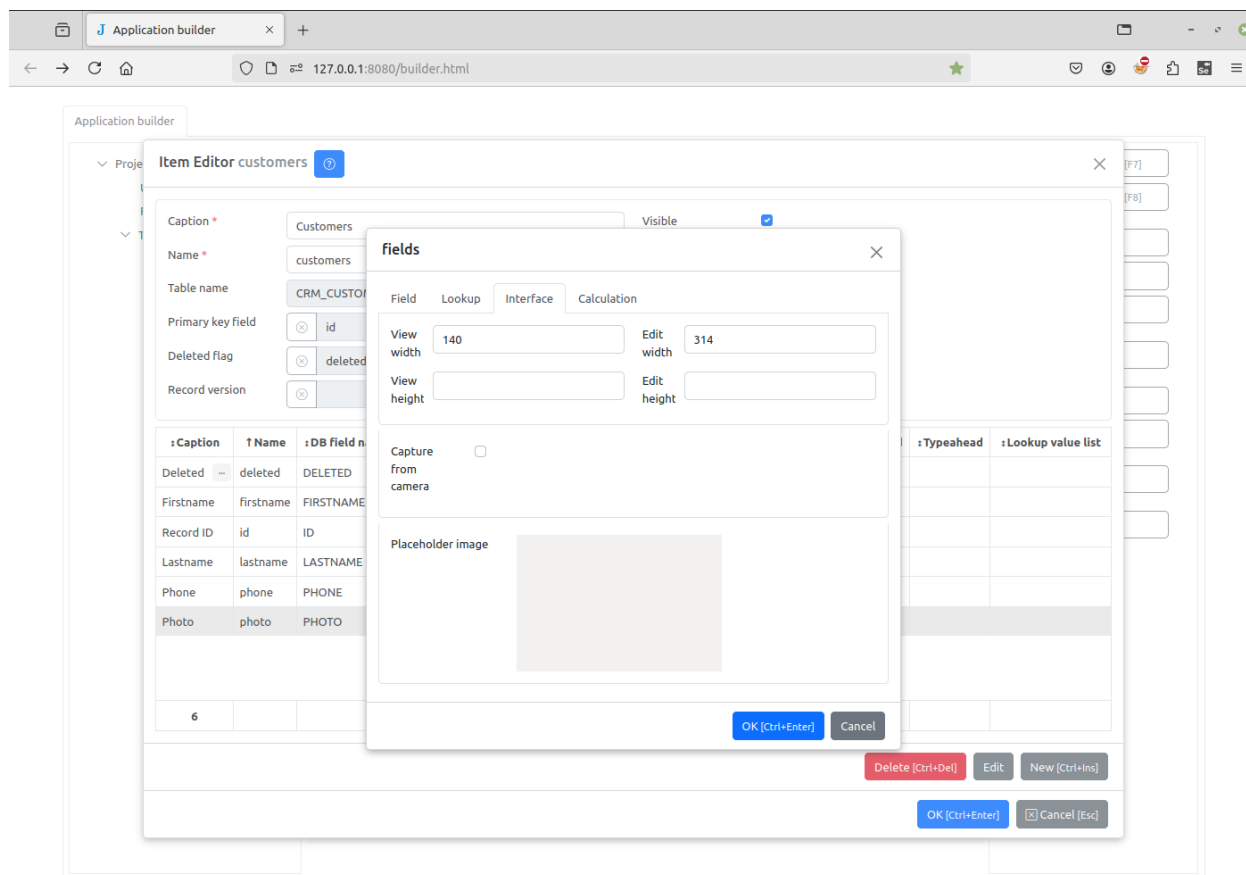 Application builder
127.0.0.1:8080/builder.html
Application builder
Item Editor customers
Proje
[F7]
[F8]
Caption *
Customers
Visible
Name *
customers
Table name
CRM_CUSTO
Primary key field
id
Deleted flag
deleted
Record version
fields
Field Lookup Interface Calculation
View width
140
Edit width
314
View height
Edit height
Capture from camera
Placeholder image
OK [Ctrl+Enter] Cancel
Caption Name DB field n Typeahead Lookup value list
Deleted deleted DELETED
Firstname firstname FIRSTNAME
Record ID id ID
Lastname lastname LASTNAME
Phone phone PHONE
Photo photo PHOTO
6
Delete [Ctrl+Del] Edit New [Ctrl+Ins]
OK [Ctrl+Enter] Cancel [Esc]